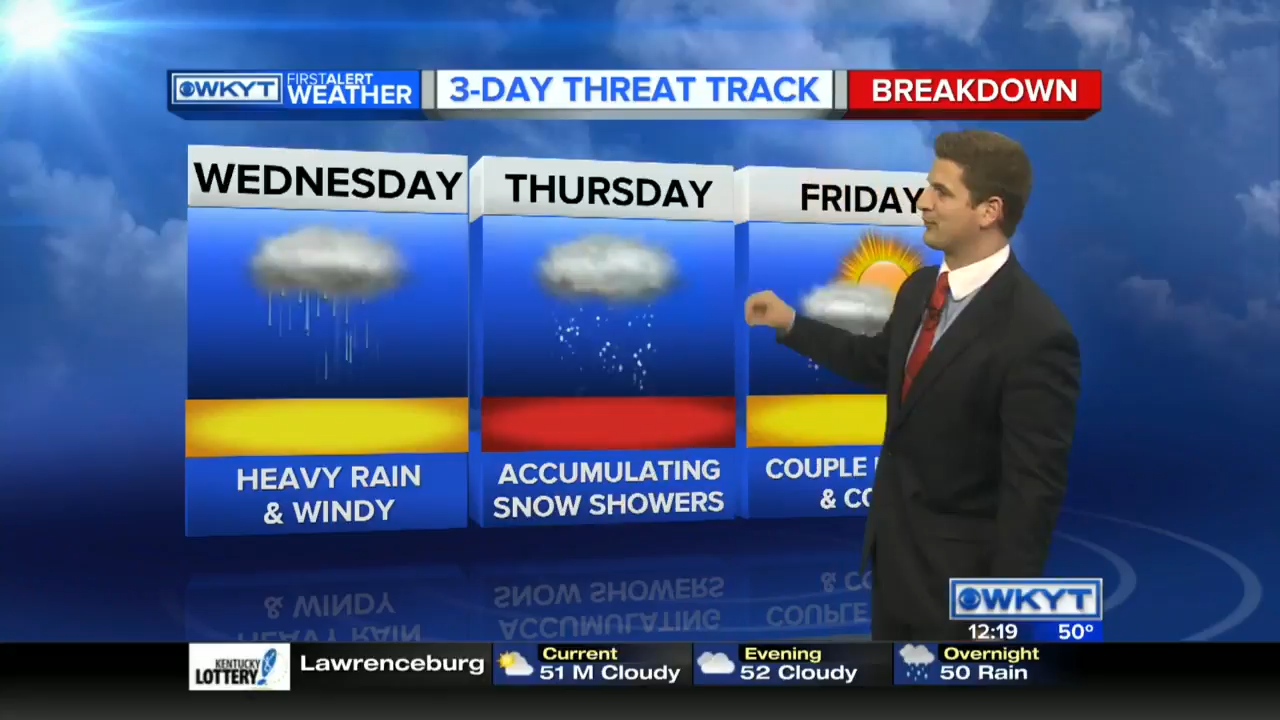 WKYT
FIRST ALERT
WEATHER
3-DAY THREAT TRACK
BREAKDOWN
WEDNESDAY
THURSDAY
FRIDAY
HEAVY RAIN
& WINDY
ACCUMULATING
SNOW SHOWERS
COUPLE
&
WKYT
12:19 50°
KENTUCKY
LOTTERY
Lawrenceburg
Current
51 M Cloudy
Evening
52 Cloudy
Overnight
50 Rain